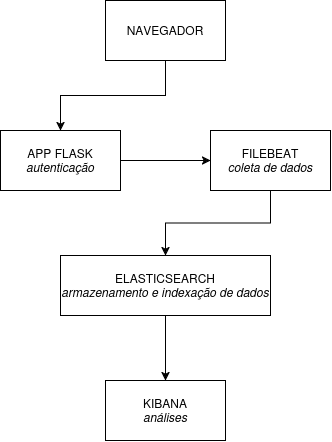 NAVEGADOR
APP FLASK
autenticação
FILEBEAT
coleta de dados
ELASTICSEARCH
armazenamento e indexação de dados
KIBANA
análises